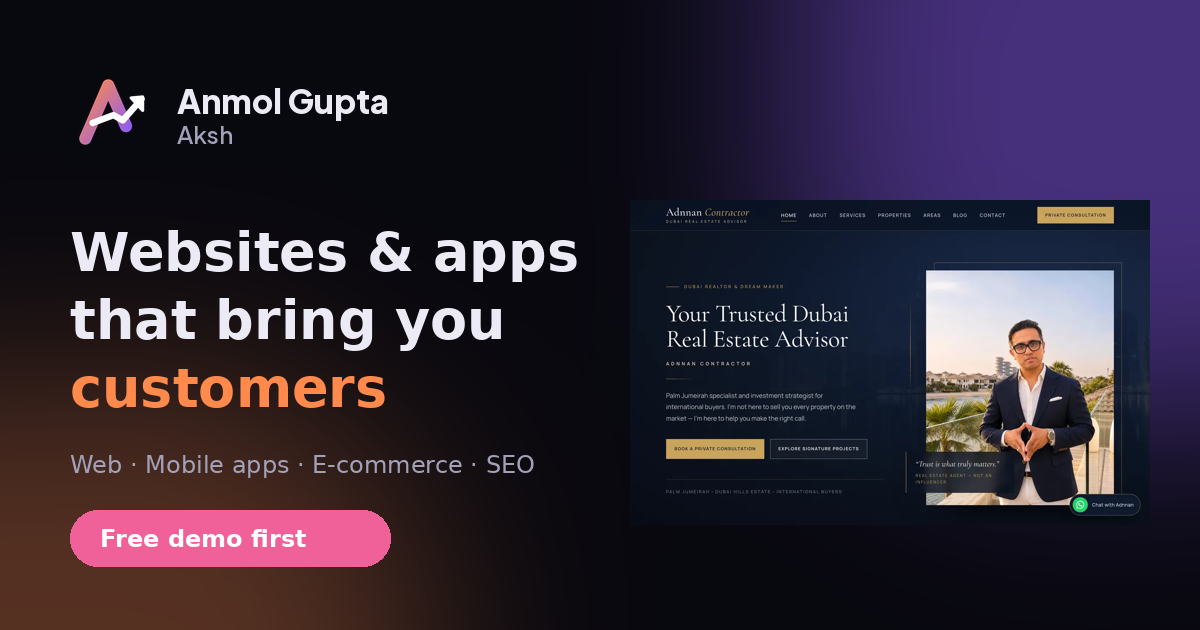 Anmol Gupta
Aksh
Websites & apps
that bring you
customers
Web · Mobile apps · E-commerce · SEO
Free demo first
Adnnan Contractor
DUBAI REAL ESTATE ADVISOR
HOME ABOUT SERVICES PROPERTIES AREAS BLOG CONTACT
PRIVATE CONSULTATION
DUBAI REALTOR & DREAM MAKER
Your Trusted Dubai
Real Estate Advisor
ADNNAN CONTRACTOR
Palm Jumeirah specialist and investment strategist for
international buyers. I'm not here to sell you every property on the
market — I'm here to help you make the right call.
BOOK A PRIVATE CONSULTATION
EXPLORE SIGNATURE PROJECTS
PALM JUMEIRAH · DUBAI HILLS ESTATE · INTERNATIONAL BUYERS
"Trust is what truly matters."
REAL ESTATE AGENT — NOT AN
INFLUENCER
Chat with Adnnan